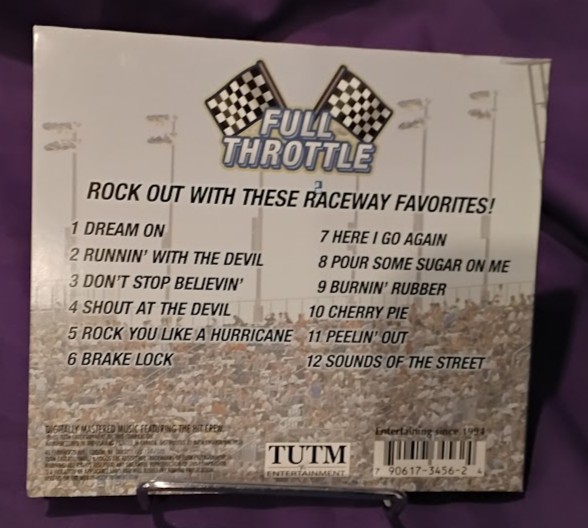 FULL
THROTTLE
ROCK OUT WITH THESE RACEWAY FAVORITES!
1 DREAM ON
2 RUNNIN' WITH THE DEVIL
3 DON'T STOP BELIEVIN'
4 SHOUT AT THE DEVIL
5 ROCK YOU LIKE A HURRICANE
6 BRAKE LOCK
7 HERE I GO AGAIN
8 POUR SOME SUGAR ON ME
9 BURNIN' RUBBER
10 CHERRY PIE
11 PEELIN' OUT
12 SOUNDS OF THE STREET
DIGITALLY MASTERED MUSIC FEATURING THE HIT CREW
TUTM
ENTERTAINMENT
Entertaining since 1994
7 90617-3456-2 4